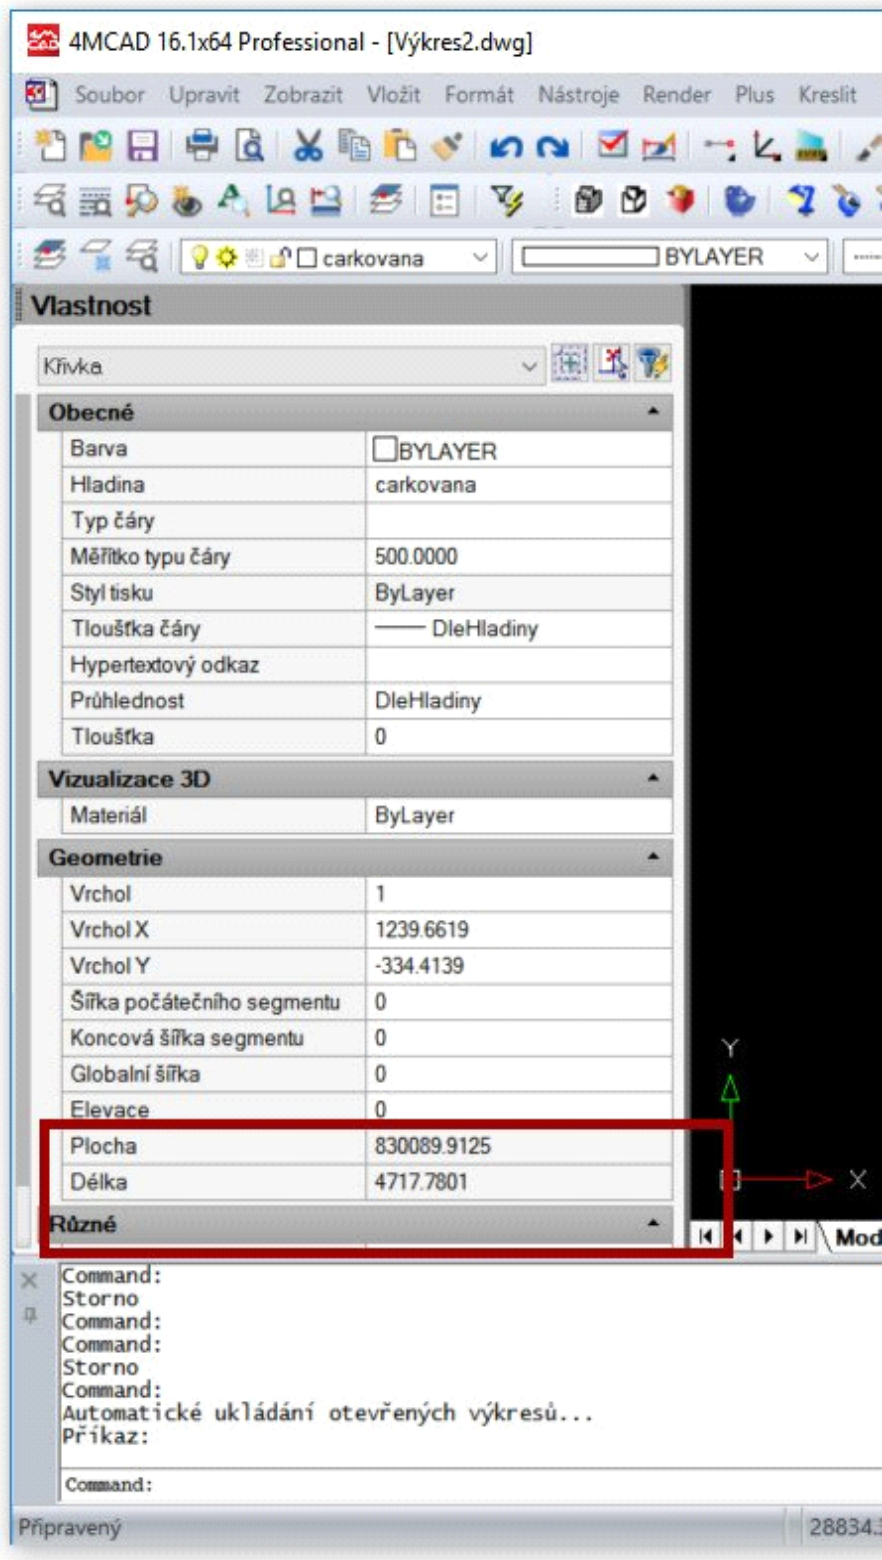 4MCAD 16.1x64 Professional - [Výkres2.dwg]
Soubor Upravit Zobrazit Vložit Formát Nástroje Render Plus Kreslit
carkovana BYLAYER
Vlastnost
Křivka
Obecné
Barva BYLAYER
Hladina carkovana
Typ čáry
Měřítko typu čáry 500.0000
Styl tisku ByLayer
Tloušťka čáry DleHladiny
Hypertextový odkaz
Průhlednost DleHladiny
Tloušťka 0
Vizualizace 3D
Materiál ByLayer
Geometrie
Vrchol 1
Vrchol X 1239.6619
Vrchol Y -334.4139
Šířka počátečního segmentu 0
Koncová šířka segmentu 0
Globalní šířka 0
Elevace 0
Plocha 830089.9125
Délka 4717.7801
Různé
Y
X
Mod
Command:
Storno
Command:
Command:
Storno
Command:
Automatické ukládání otevřených výkresů...
Příkaz:
Command:
Připravený 28834.